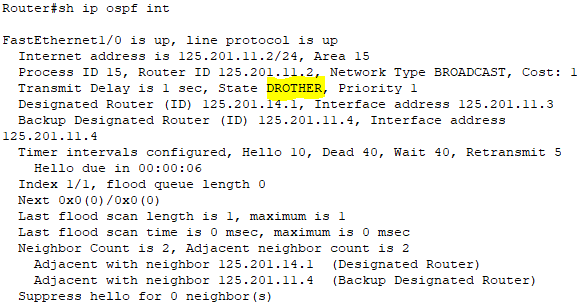 Router#sh ip ospf int
FastEthernet1/0 is up, line protocol is up
Internet address is 125.201.11.2/24, Area 15
Process ID 15, Router ID 125.201.11.2, Network Type BROADCAST, Cost: 1
Transmit Delay is 1 sec, State DROTHER, Priority 1
Designated Router (ID) 125.201.14.1, Interface address 125.201.11.3
Backup Designated Router (ID) 125.201.11.4, Interface address
125.201.11.4
Timer intervals configured, Hello 10, Dead 40, Wait 40, Retransmit 5
Hello due in 00:00:06
Index 1/1, flood queue length 0
Next 0x0(0)/0x0(0)
Last flood scan length is 1, maximum is 1
Last flood scan time is 0 msec, maximum is 0 msec
Neighbor Count is 2, Adjacent neighbor count is 2
Adjacent with neighbor 125.201.14.1  (Designated Router)
Adjacent with neighbor 125.201.11.4  (Backup Designated Router)
Suppress hello for 0 neighbor(s)